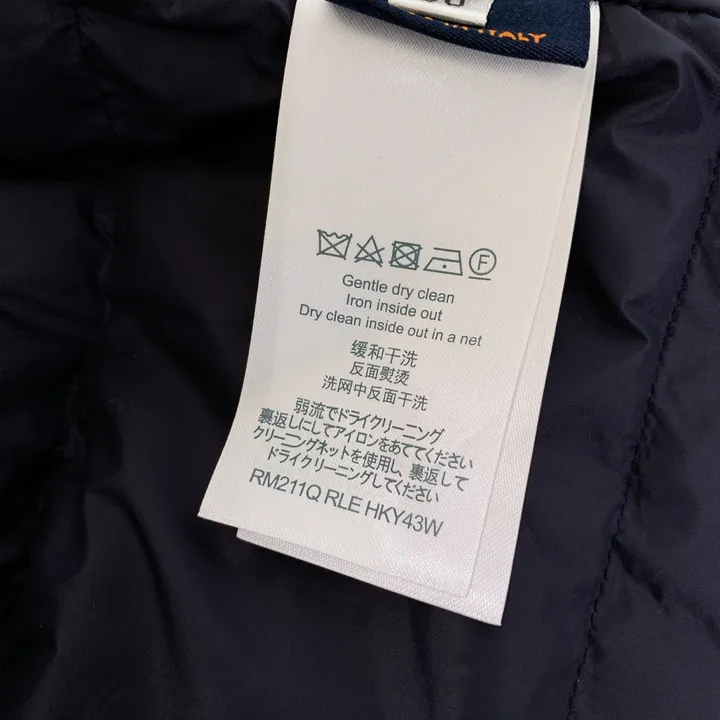 Gentle dry clean
Iron inside out
Dry clean inside out in a net
缓和干洗
反面熨烫
洗网中反面干洗
弱流でドライクリーニング
裏返しにしてアイロンをあててください
クリーニングネットを使用し、裏返して
ドライクリーニングしてください
RM211Q RLE HKY43W